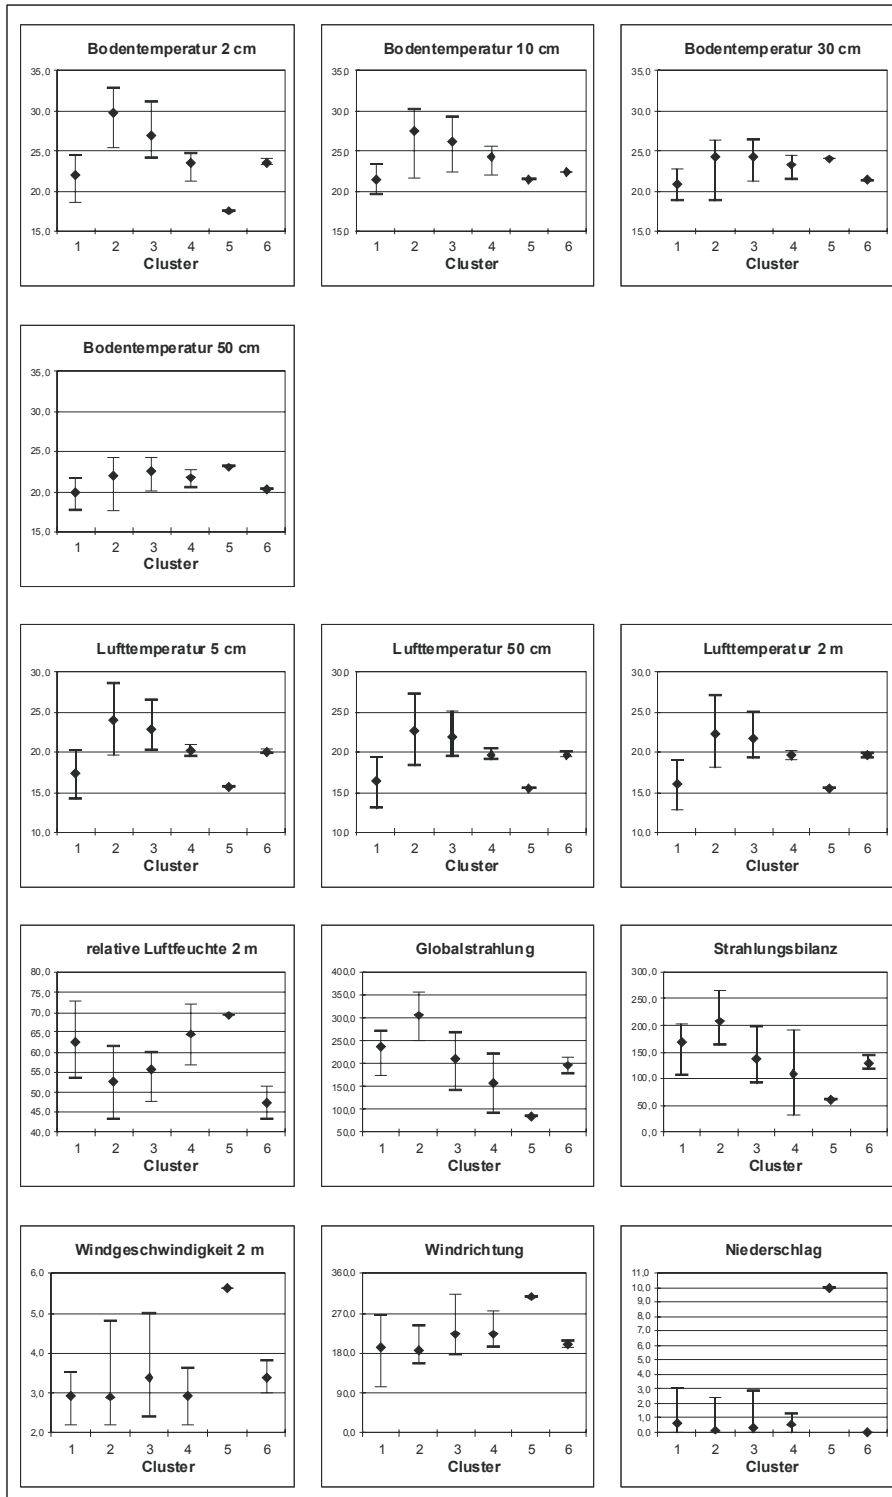 Bodentemperatur 2 cm
35,0
30,0
25,0
20,0
15,0
1 2 3 4 5 6
Cluster
Bodentemperatur 10 cm
35,0
30,0
25,0
20,0
15,0
1 2 3 4 5 6
Cluster
Bodentemperatur 30 cm
35,0
30,0
25,0
20,0
15,0
1 2 3 4 5 6
Cluster
Bodentemperatur 50 cm
35,0
30,0
25,0
20,0
15,0
1 2 3 4 5 6
Cluster
Lufttemperatur 5 cm
30,0
25,0
20,0
15,0
10,0
1 2 3 4 5 6
Cluster
Lufttemperatur 50 cm
30,0
25,0
20,0
15,0
10,0
1 2 3 4 5 6
Cluster
Lufttemperatur 2 m
30,0
25,0
20,0
15,0
10,0
1 2 3 4 5 6
Cluster
relative Luftfeuchte 2 m
80,0
75,0
70,0
65,0
60,0
55,0
50,0
45,0
40,0
1 2 3 4 5 6
Cluster
Globalstrahlung
400,0
350,0
300,0
250,0
200,0
150,0
100,0
50,0
1 2 3 4 5 6
Cluster
Strahlungsbilanz
300,0
250,0
200,0
150,0
100,0
50,0
0,0
1 2 3 4 5 6
Cluster
Windgeschwindigkeit 2 m
6,0
5,0
4,0
3,0
2,0
1 2 3 4 5 6
Cluster
Windrichtung
360,0
270,0
180,0
90,0
0,0
1 2 3 4 5 6
Cluster
Niederschlag
11,0
10,0
9,0
8,0
7,0
6,0
5,0
4,0
3,0
2,0
1,0
0,0
1 2 3 4 5 6
Cluster